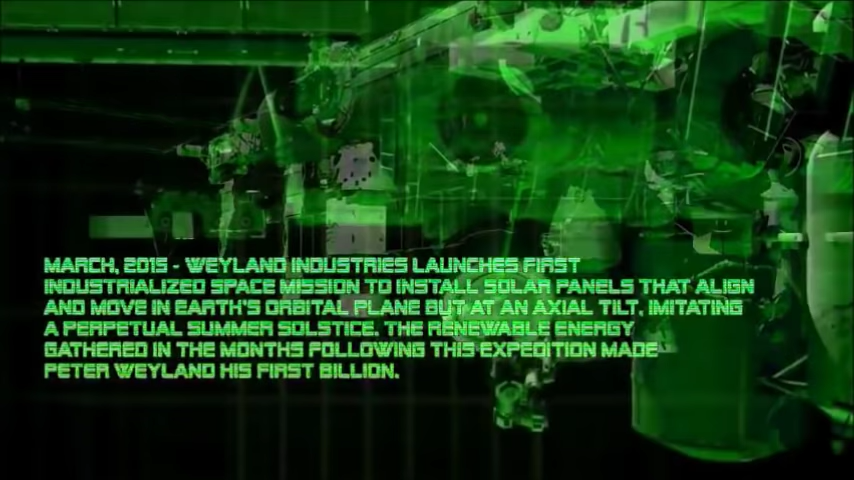 MARCH, 2015 - WEYLAND INDUSTRIES LAUNCHES FIRST
INDUSTRIALIZED SPACE MISSION TO INSTALL SOLAR PANELS THAT ALIGN
AND MOVE IN EARTH'S ORBITAL PLANE BUT AT AN AXIAL TILT, IMITATING
A PERPETUAL SUMMER SOLSTICE. THE RENEWABLE ENERGY
GATHERED IN THE MONTHS FOLLOWING THIS EXPEDITION MADE
PETER WEYLAND HIS FIRST BILLION.